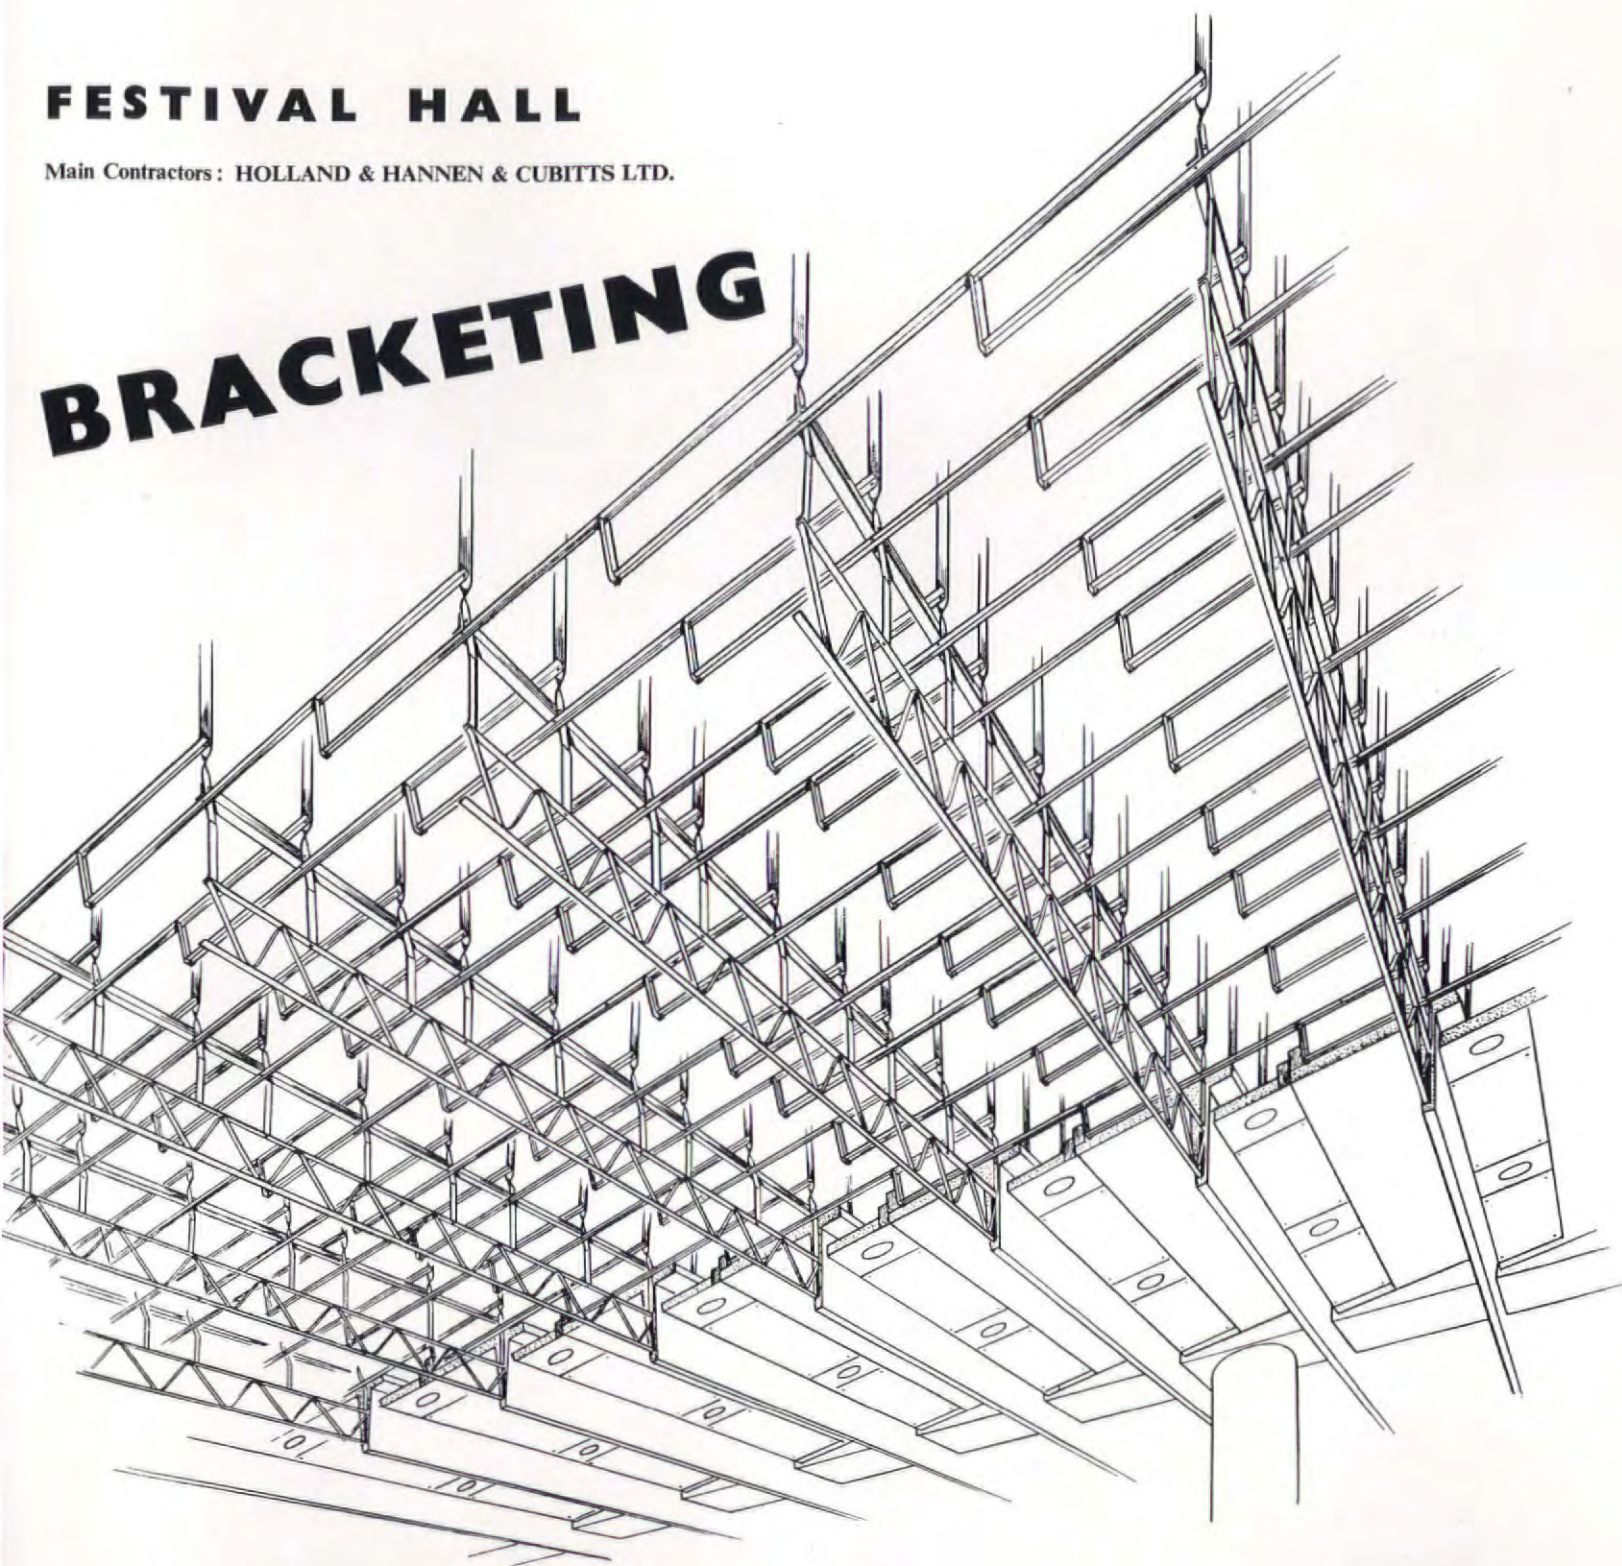 FESTIVAL HALL
Main Contractors: HOLLAND & HANNEN & CUBITTS LTD.
BRACKETING